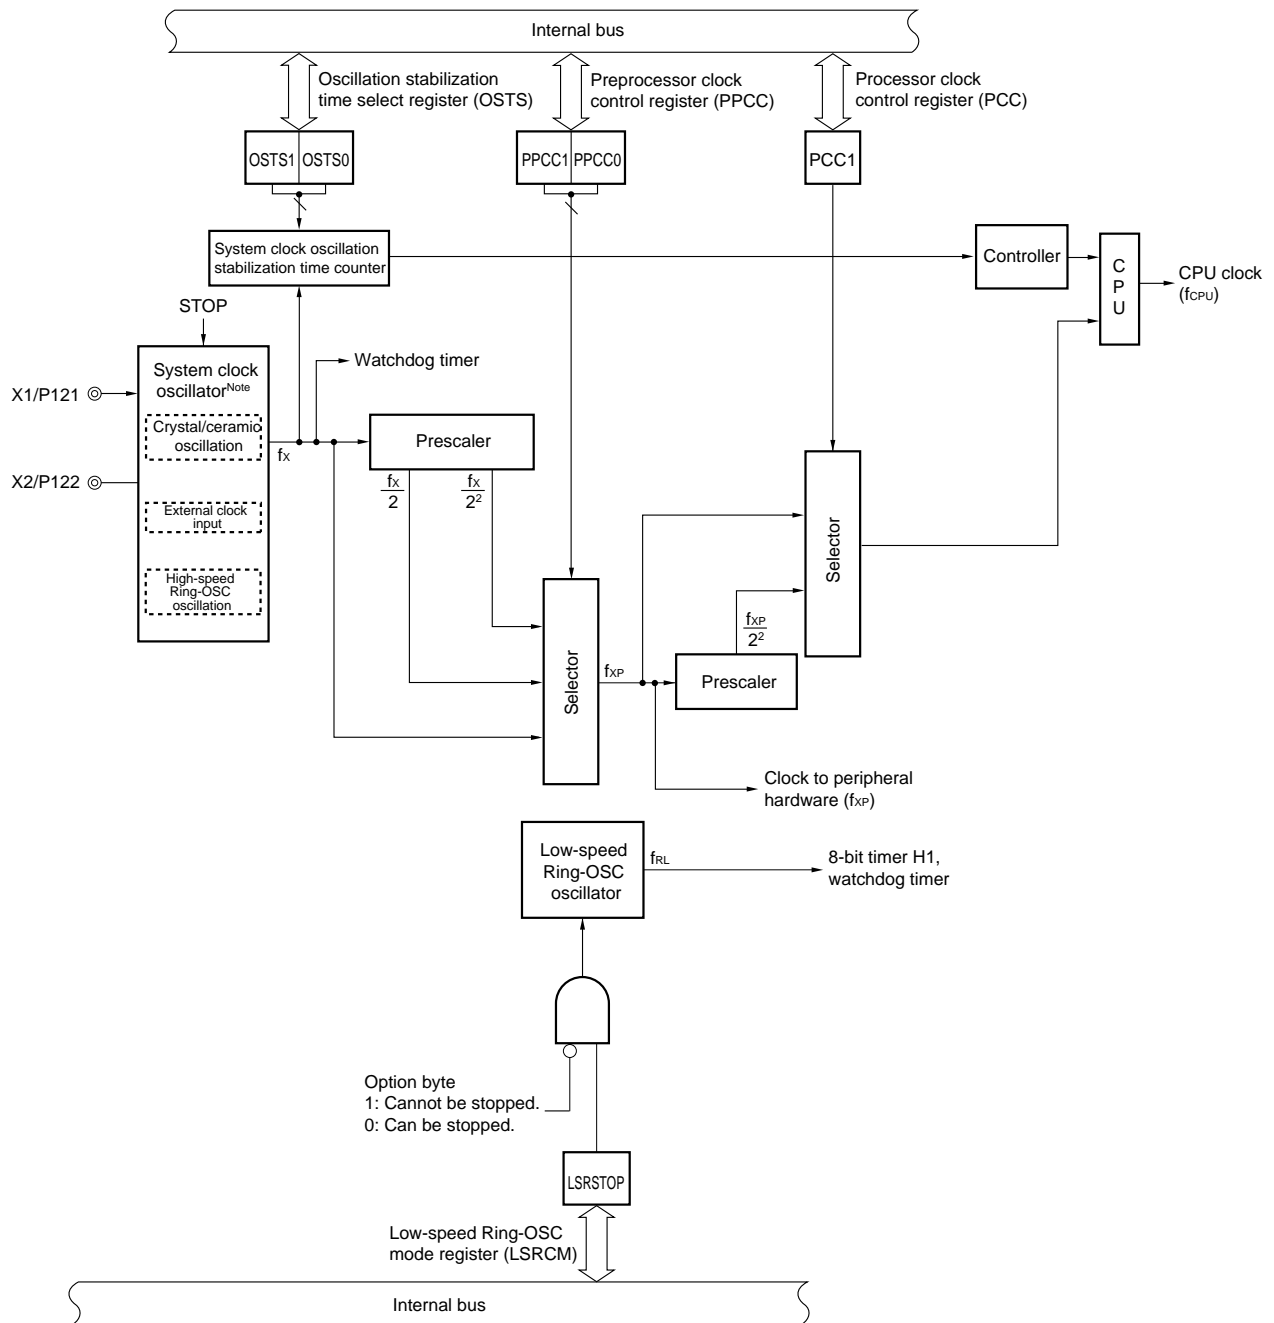 Internal bus
Oscillation stabilization
time select register (OSTS)
Preprocessor clock
control register (PPCC)
Processor clock
control register (PCC)
OSTS1 OSTS0
PPCC1 PPCC0
PCC1
System clock oscillation
stabilization time counter
Controller
C
P
U
CPU clock
(fCPU)
STOP
System clock
oscillatorNote
Watchdog timer
X1/P121
Crystal/ceramic
oscillation
fX
Prescaler
X2/P122
fX
2
fX
2²
External clock
input
High-speed
Ring-OSC
oscillation
Selector
fXP
2²
Selector
fXP
Prescaler
Clock to peripheral
hardware (fXP)
Low-speed
Ring-OSC
oscillator
fRL
8-bit timer H1,
watchdog timer
Option byte
1: Cannot be stopped.
0: Can be stopped.
LSRSTOP
Low-speed Ring-OSC
mode register (LSRCM)
Internal bus